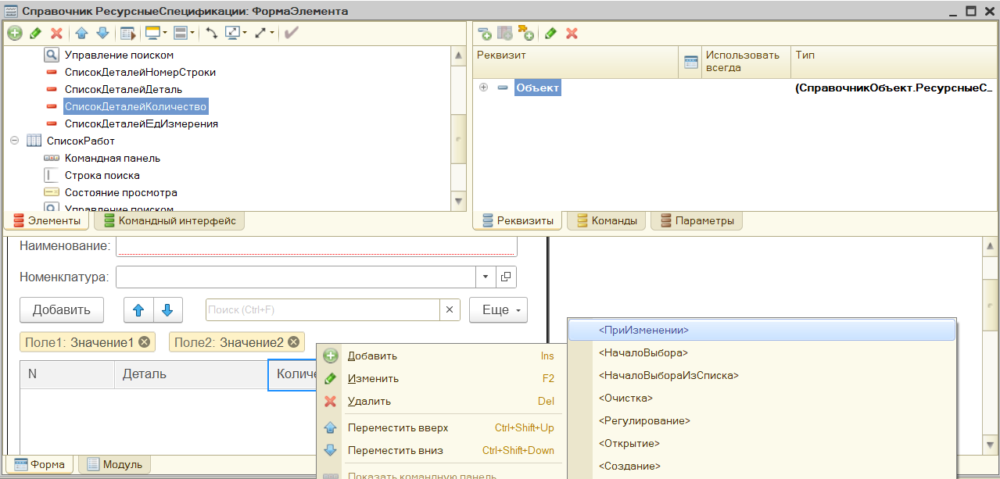 Справочник РесурсныеСпецификации: ФормаЭлемента
Управление поиском
СписокДеталейНомерСтроки
СписокДеталейДеталь
СписокДеталейКоличество
СписокДеталейЕдИзмерения
СписокРабот
Командная панель
Строка поиска
Состояние просмотра
Управление поиском
Элементы
Командный интерфейс
Реквизит
Использовать всегда
Тип
Объект
(СправочникОбъект.РесурсныеС...
Реквизиты
Команды
Параметры
Наименование:
Номенклатура:
Добавить
Поиск (Ctrl+F)
Еще
Поле1: Значение1
Поле2: Значение2
N
Деталь
Количе
Добавить Ins
Изменить F2
Удалить Del
Переместить вверх Ctrl+Shift+Up
Переместить вниз Ctrl+Shift+Down
Показать командную панель
<ПриИзменении>
<НачалоВыбора>
<НачалоВыбораИзСписка>
<Очистка>
<Регулирование>
<Открытие>
<Создание>
Форма
Модуль